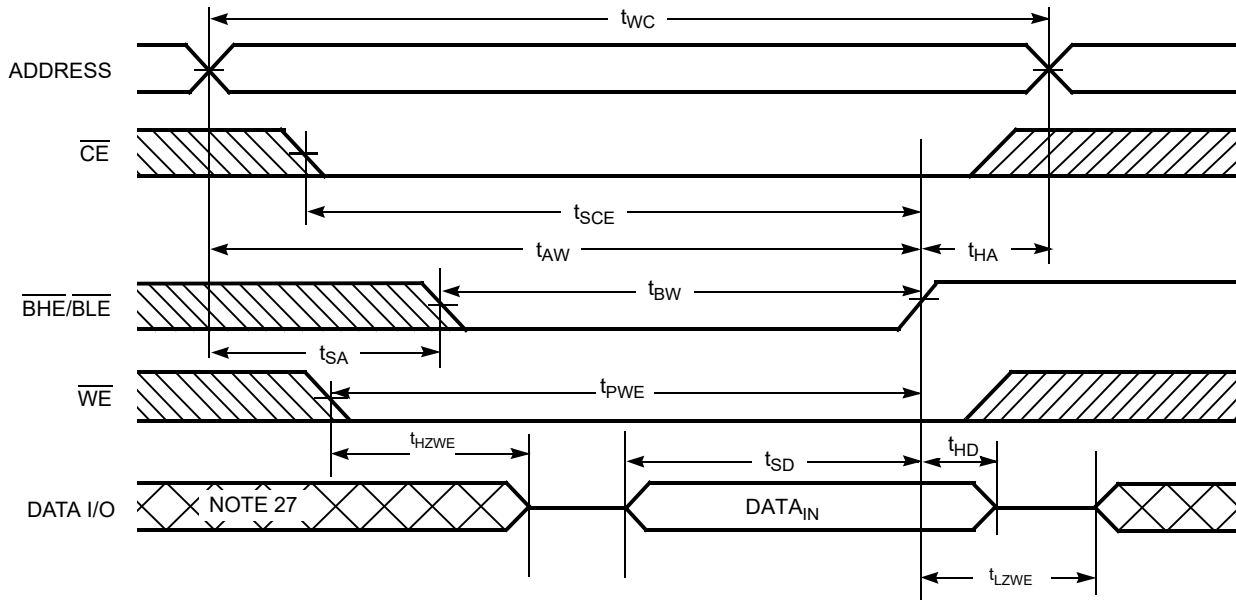 tWC
ADDRESS
CE
tSCE
tAW
tHA
BHE/BLE
tBW
tSA
WE
tPWE
tHZWE
tSD
tHD
DATA I/O
NOTE 27
DATAIN
tLZWE